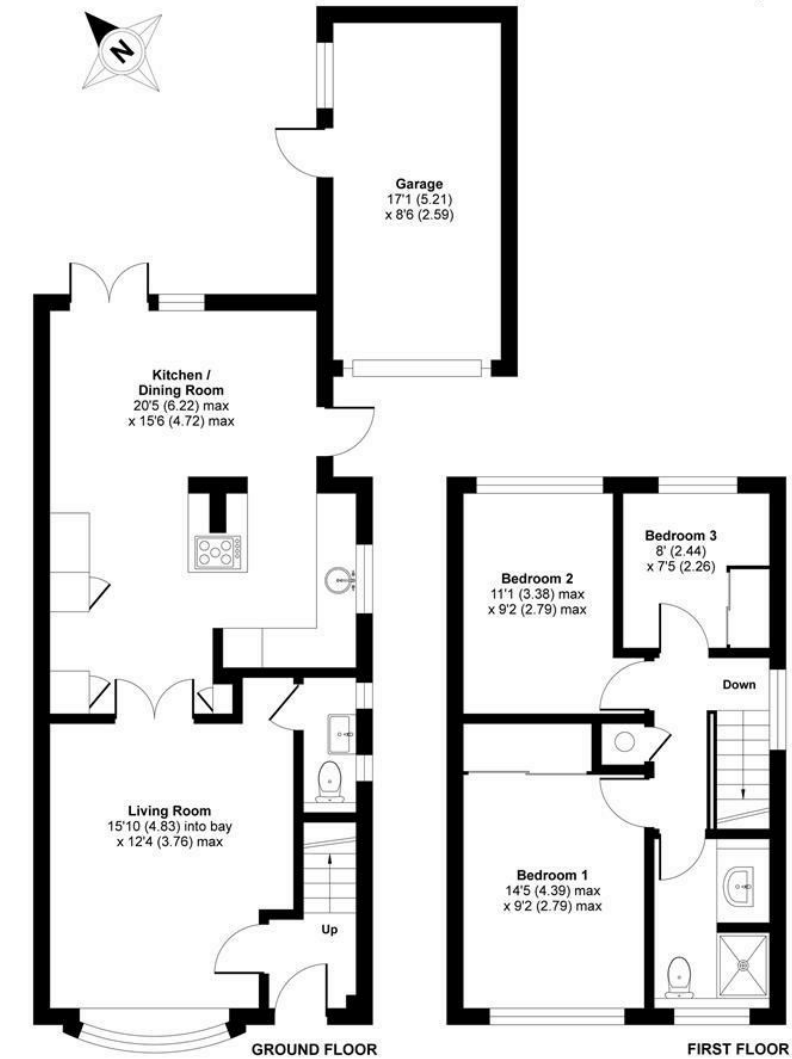 N
Garage
17'1 (5.21)
x 8'6 (2.59)
Kitchen /
Dining Room
20'5 (6.22) max
x 15'6 (4.72) max
Bedroom 3
8' (2.44)
x 7'5 (2.26)
Bedroom 2
11'1 (3.38) max
x 9'2 (2.79) max
Down
Living Room
15'10 (4.83) into bay
x 12'4 (3.76) max
Bedroom 1
14'5 (4.39) max
x 9'2 (2.79) max
Up
GROUND FLOOR
FIRST FLOOR